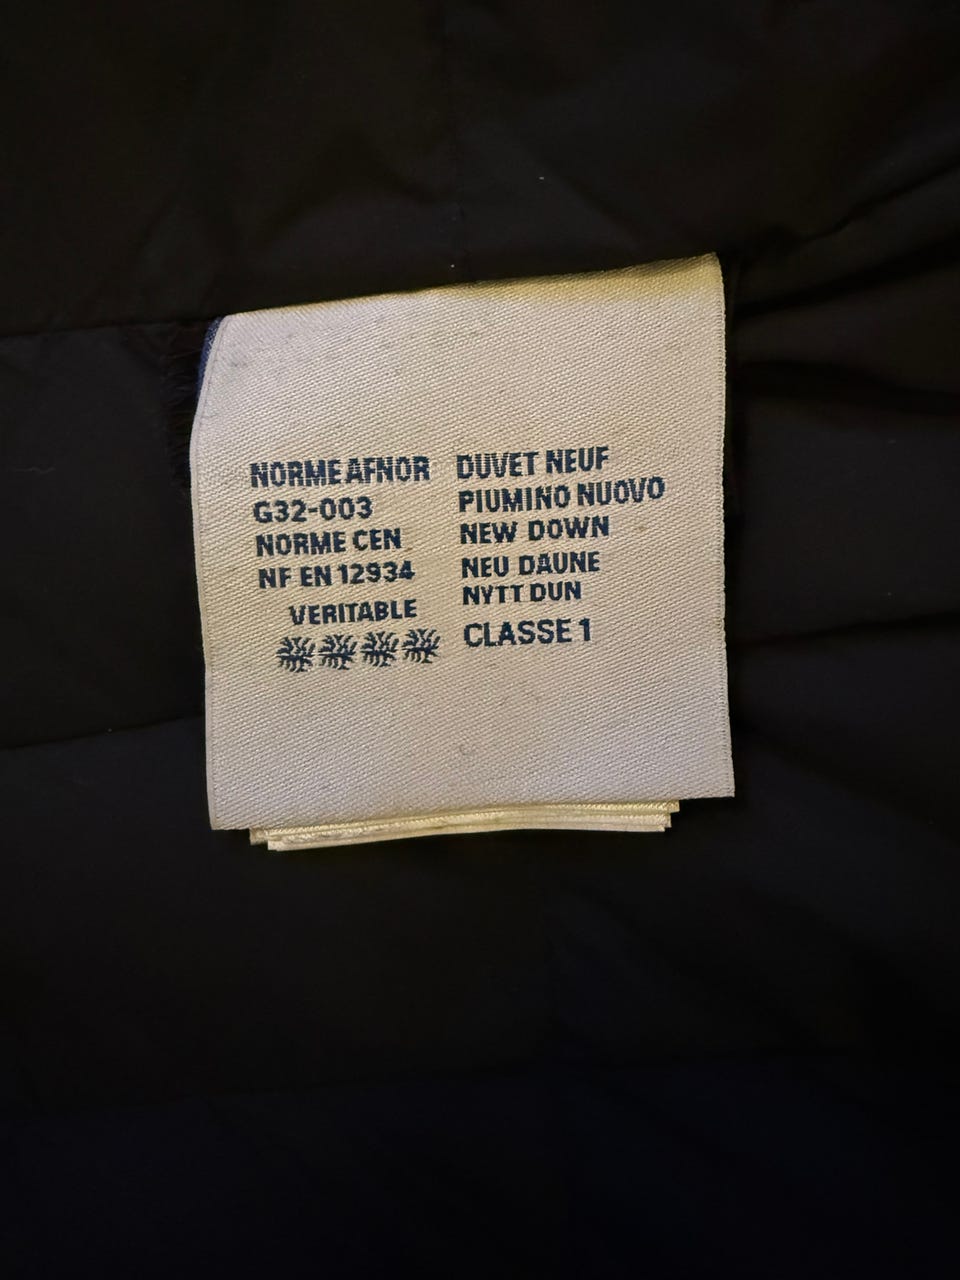 NORME AFNOR
G32-003
NORME CEN
NF EN 12934
VERITABLE
DUVET NEUF
PIUMINO NUOVO
NEW DOWN
NEU DAUNE
NYTT DUN
CLASSE 1